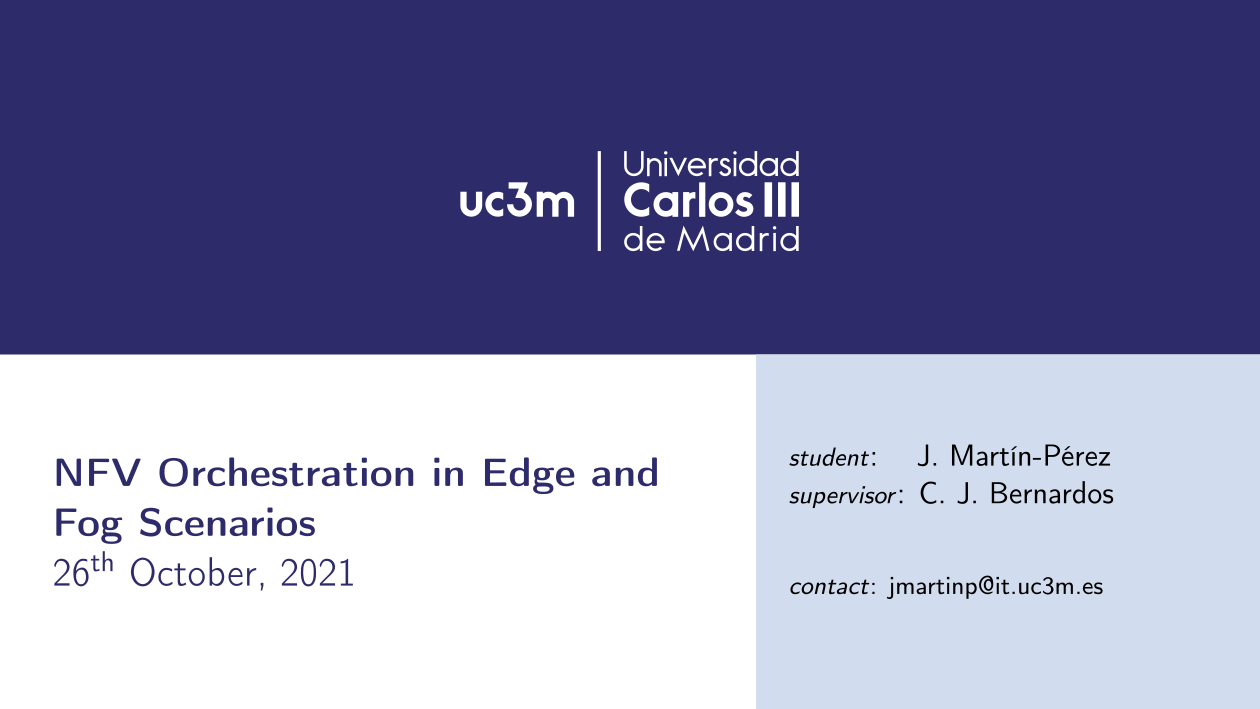 uc3m
Universidad
Carlos III
de Madrid
NFV Orchestration in Edge and
Fog Scenarios
26th October, 2021
student: J. Martín-Pérez
supervisor: C. J. Bernardos
contact: jmartinp@it.uc3m.es